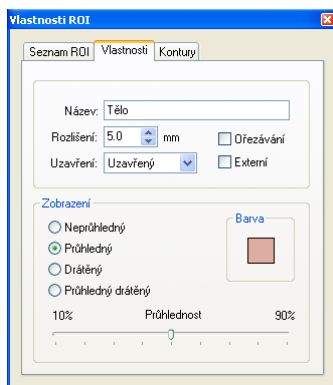 Vlastnosti ROI
Seznam ROI Vlastnosti Kontury
Název: Tělo
Rozlišení: 5.0 mm Ořezávání
Uzavření: Uzavřený Externí
Zobrazení
Barva
Neprůhledný
Průhledný
Drátěný
Průhledný drátěný
10% Průhlednost 90%